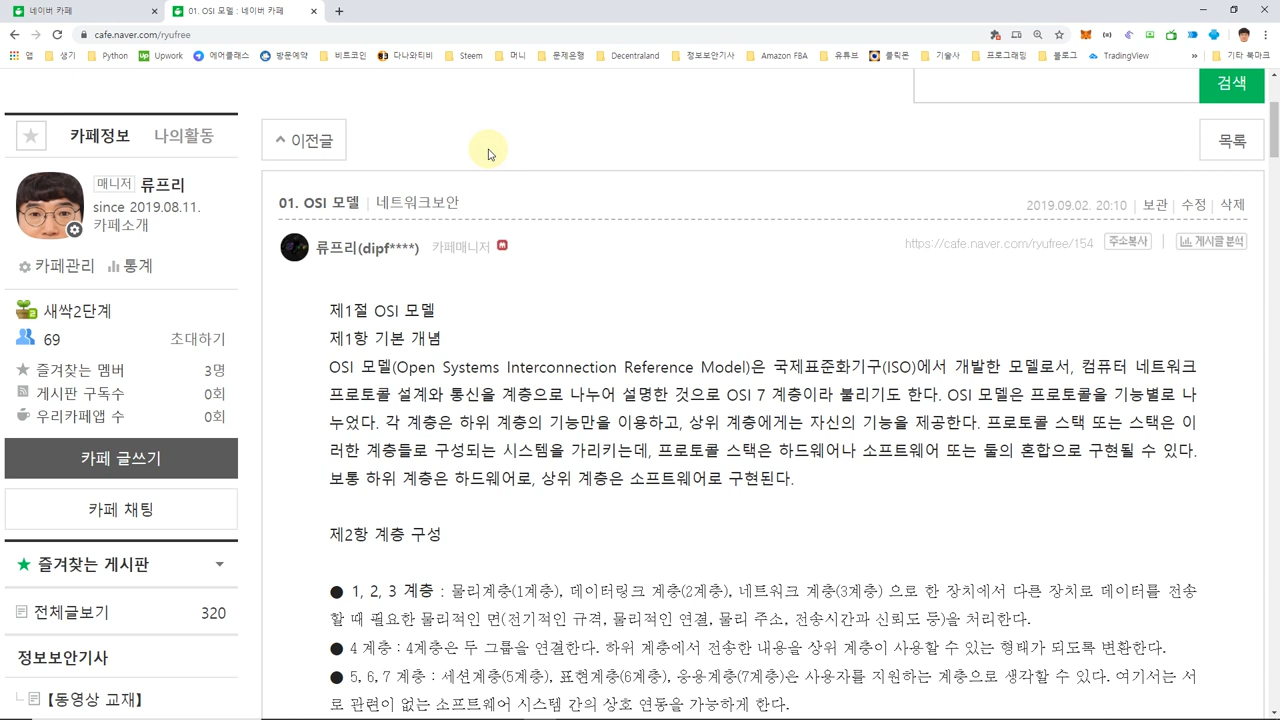 네이버 카페
01. OSI 모델 : 네이버 카페
cafe.naver.com/ryufree
앱 생기 Python Upwork 에어클래스 방문예약 비트코인 다나와티비 Steem 머니 문제은행 Decentraland 정보보안기사 Amazon FBA 유튜브 클릭몬 기술사 프로그래밍 블로그 TradingView » 기타 북마크
검색
카페정보 나의활동
이전글
목록
매니저 류프리
since 2019.08.11.
카페소개
카페관리 통계
새싹2단계
69 초대하기
즐겨찾는 멤버 3명
게시판 구독수 0회
우리카페앱 수 0회
카페 글쓰기
카페 채팅
즐겨찾는 게시판
전체글보기 320
정보보안기사
【동영상 교재】
01. OSI 모델 | 네트워크보안
2019.09.02. 20:10 | 보관 | 수정 | 삭제
류프리(dipf****) 카페매니저
https://cafe.naver.com/ryufree/154 주소복사 | 게시글 분석
제1절 OSI 모델
제1항 기본 개념
OSI 모델(Open Systems Interconnection Reference Model)은 국제표준화기구(ISO)에서 개발한 모델로서, 컴퓨터 네트워크
프로토콜 설계와 통신을 계층으로 나누어 설명한 것으로 OSI 7 계층이라 불리기도 한다. OSI 모델은 프로토콜을 기능별로 나
누었다. 각 계층은 하위 계층의 기능만을 이용하고, 상위 계층에게는 자신의 기능을 제공한다. 프로토콜 스택 또는 스택은 이
러한 계층들로 구성되는 시스템을 가리키는데, 프로토콜 스택은 하드웨어나 소프트웨어 또는 둘의 혼합으로 구현될 수 있다.
보통 하위 계층은 하드웨어로, 상위 계층은 소프트웨어로 구현된다.
제2항 계층 구성
● 1, 2, 3 계층 : 물리계층(1계층), 데이터링크 계층(2계층), 네트워크 계층(3계층) 으로 한 장치에서 다른 장치로 데이터를 전송
할 때 필요한 물리적인 면(전기적인 규격, 물리적인 연결, 물리 주소, 전송시간과 신뢰도 등)을 처리한다.
● 4 계층 : 4계층은 두 그룹을 연결한다. 하위 계층에서 전송한 내용을 상위 계층이 사용할 수 있는 형태가 되도록 변환한다.
● 5, 6, 7 계층 : 세션계층(5계층), 표현계층(6계층), 응용계층(7계층)은 사용자를 지원하는 계층으로 생각할 수 있다. 여기서는 서
로 관련이 없는 소프트웨어 시스템 간의 상호 연동을 가능하게 한다.